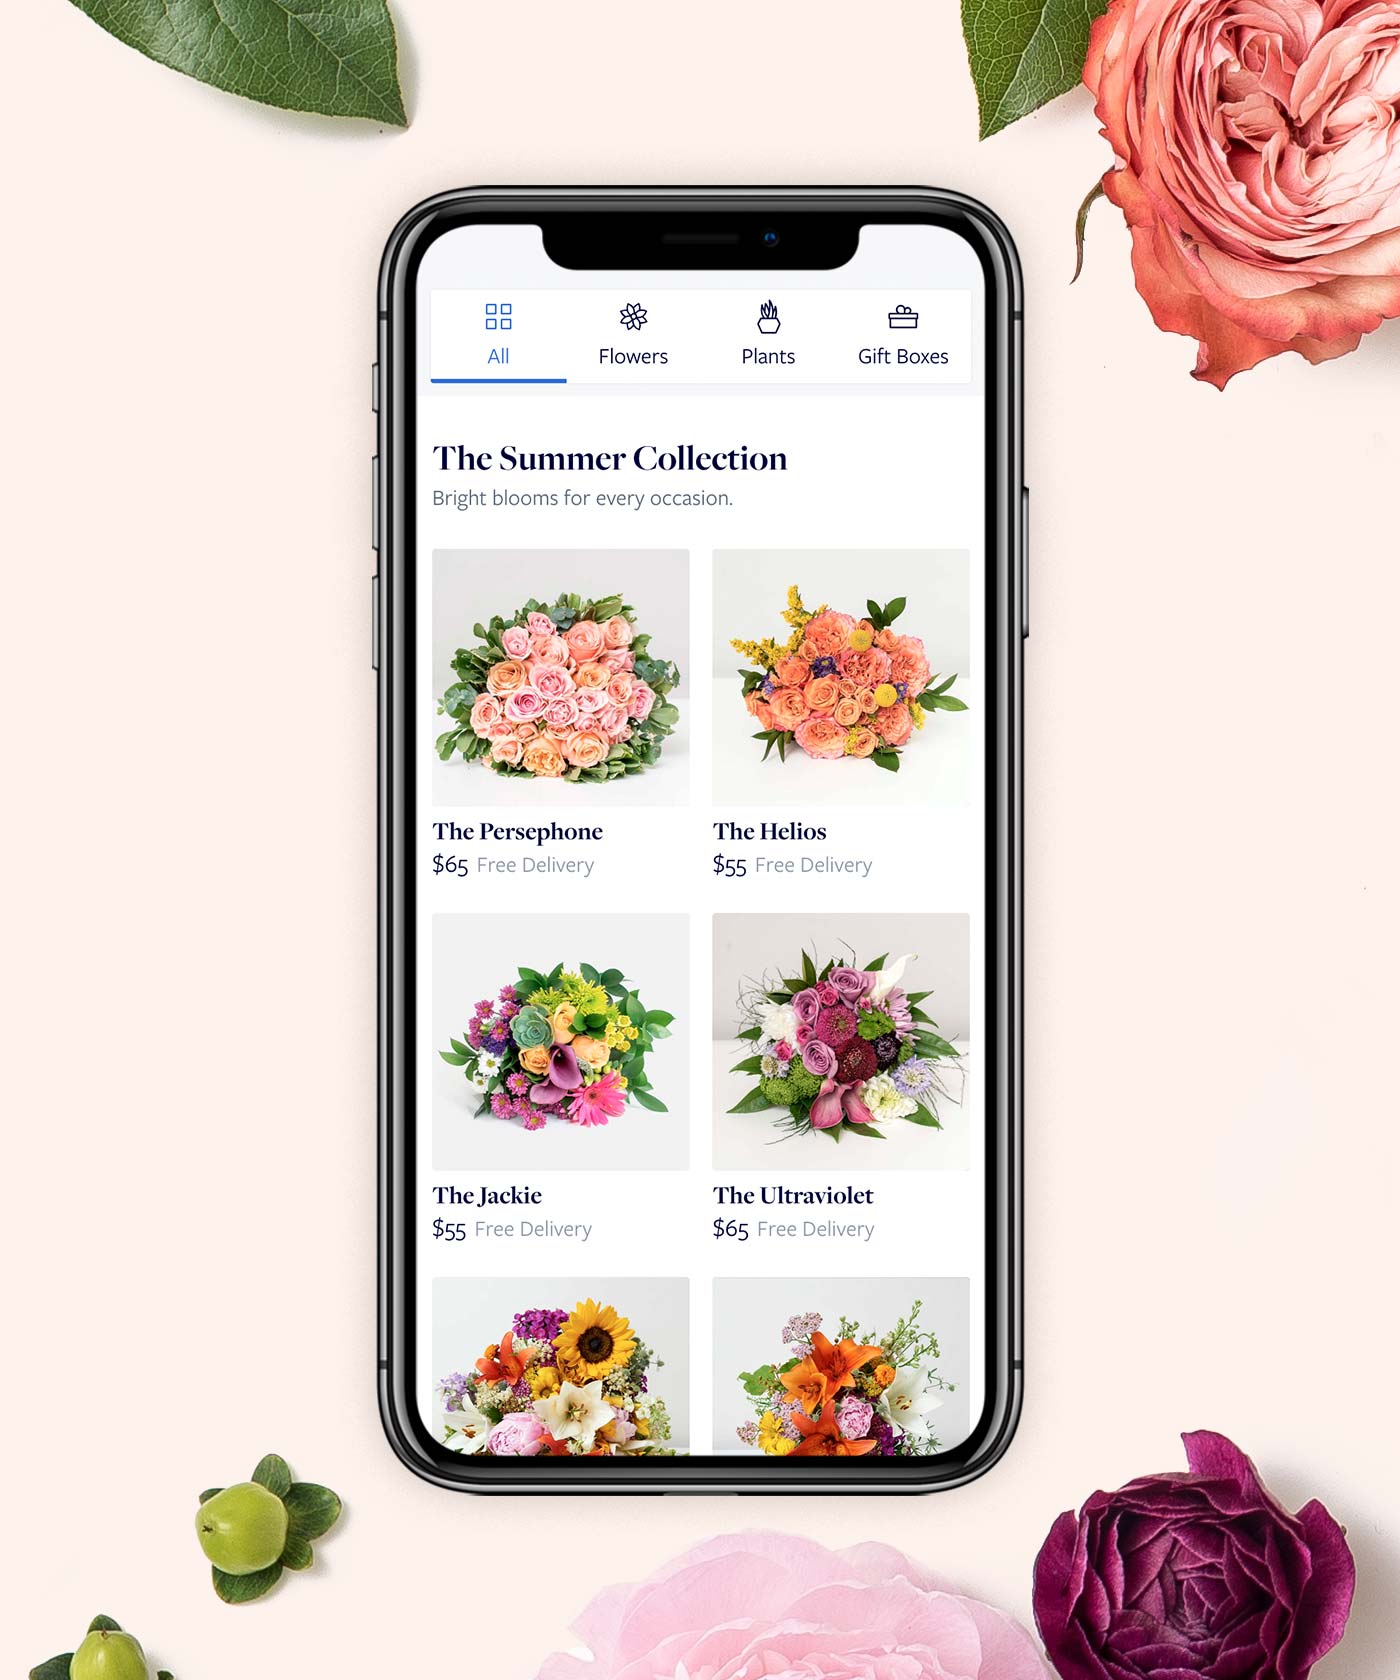 All
Flowers
Plants
Gift Boxes
The Summer Collection
Bright blooms for every occasion.
The Persephone
$65 Free Delivery
The Helios
$55 Free Delivery
The Jackie
$55 Free Delivery
The Ultraviolet
$65 Free Delivery